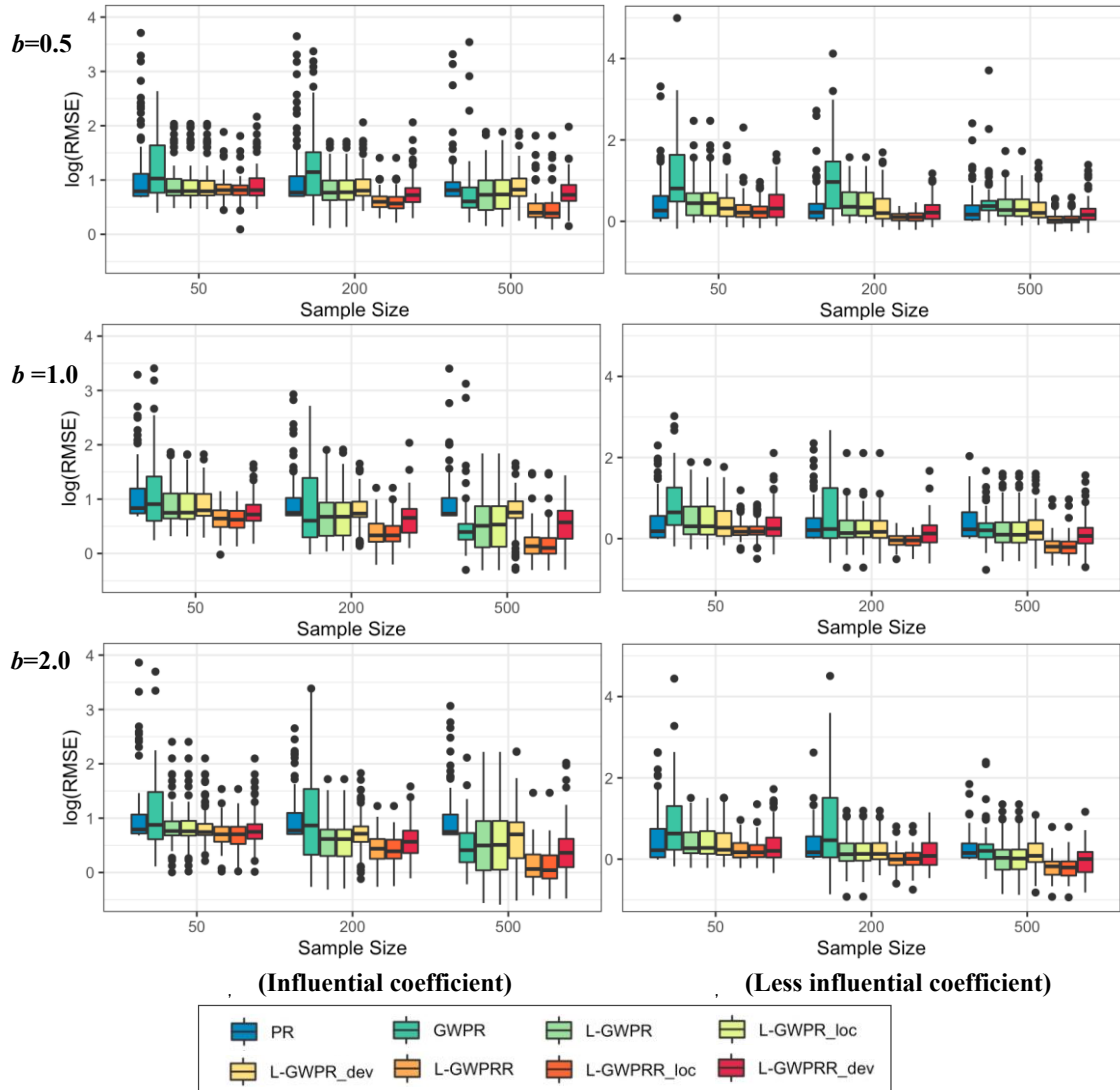 b=0.5
log(RMSE)
4
3
2
1
0
50 200 500
Sample Size
4
2
0
50 200 500
Sample Size
b =1.0
log(RMSE)
4
3
2
1
0
50 200 500
Sample Size
4
2
0
50 200 500
Sample Size
b=2.0
log(RMSE)
4
3
2
1
0
50 200 500
Sample Size
4
2
0
50 200 500
Sample Size
(Influential coefficient) (Less influential coefficient)
PR GWPR L-GWPR L-GWPR_loc
L-GWPR_dev L-GWPRR L-GWPRR_loc L-GWPRR_dev